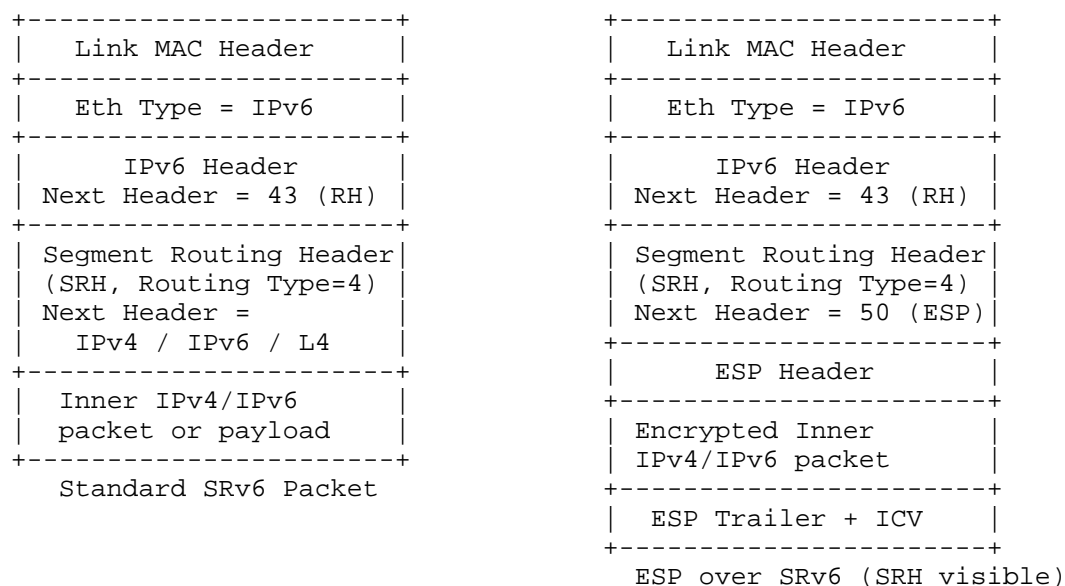 Link MAC Header
Eth Type = IPv6
IPv6 Header
Next Header = 43 (RH)
Segment Routing Header
(SRH, Routing Type=4)
Next Header =
IPv4 / IPv6 / L4
Inner IPv4/IPv6
packet or payload
Standard SRv6 Packet
Link MAC Header
Eth Type = IPv6
IPv6 Header
Next Header = 43 (RH)
Segment Routing Header
(SRH, Routing Type=4)
Next Header = 50 (ESP)
ESP Header
Encrypted Inner
IPv4/IPv6 packet
ESP Trailer + ICV
ESP over SRv6 (SRH visible)